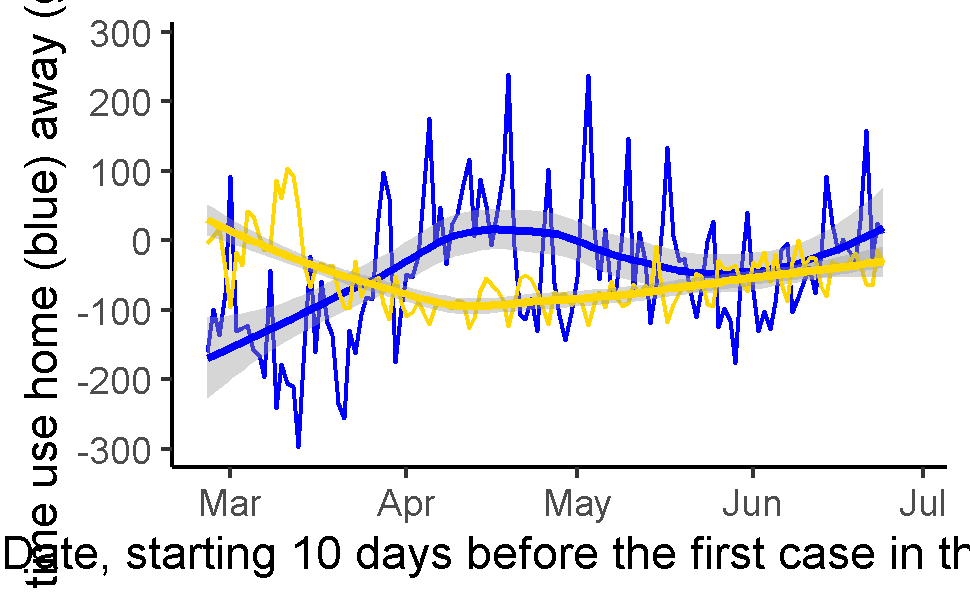 time use home (blue) away (
300
200
100
0
-100
-200
-300
Mar Apr May Jun Jul
Date, starting 10 days before the first case in th